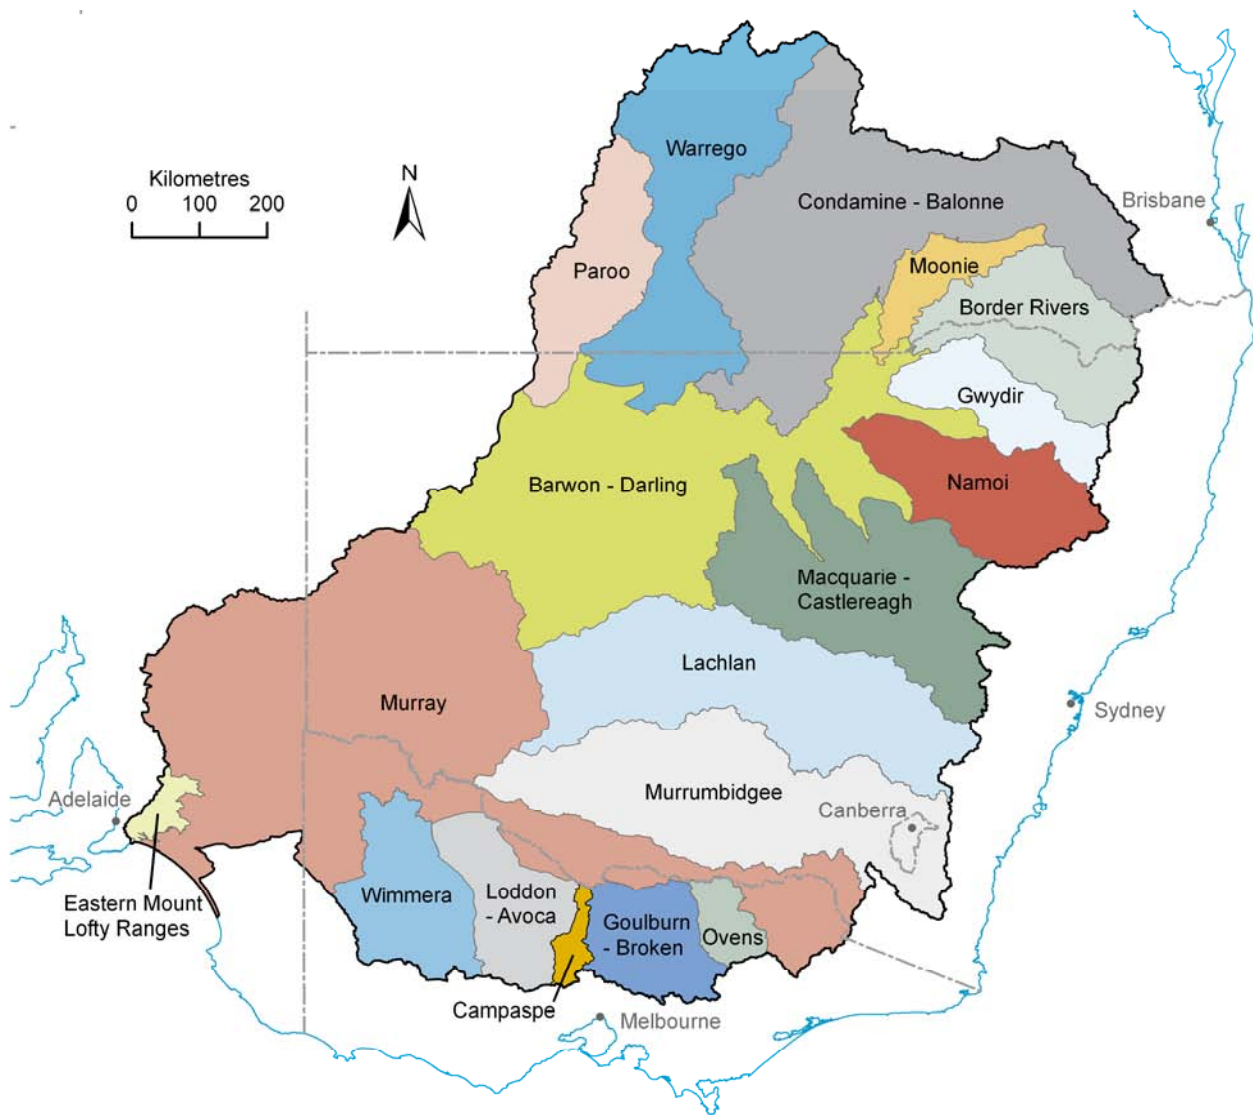 Warrego
N
Kilometres
0 100 200
Condamine - Balonne
Brisbane
Paroo
Moonie
Border Rivers
Gwydir
Barwon - Darling
Namoi
Macquarie -
Castlereagh
Lachlan
Murray
Sydney
Murrumbidgee
Adelaide
Canberra
Eastern Mount
Lofty Ranges
Wimmera
Loddon
- Avoca
Goulburn
- Broken
Ovens
Campaspe
Melbourne